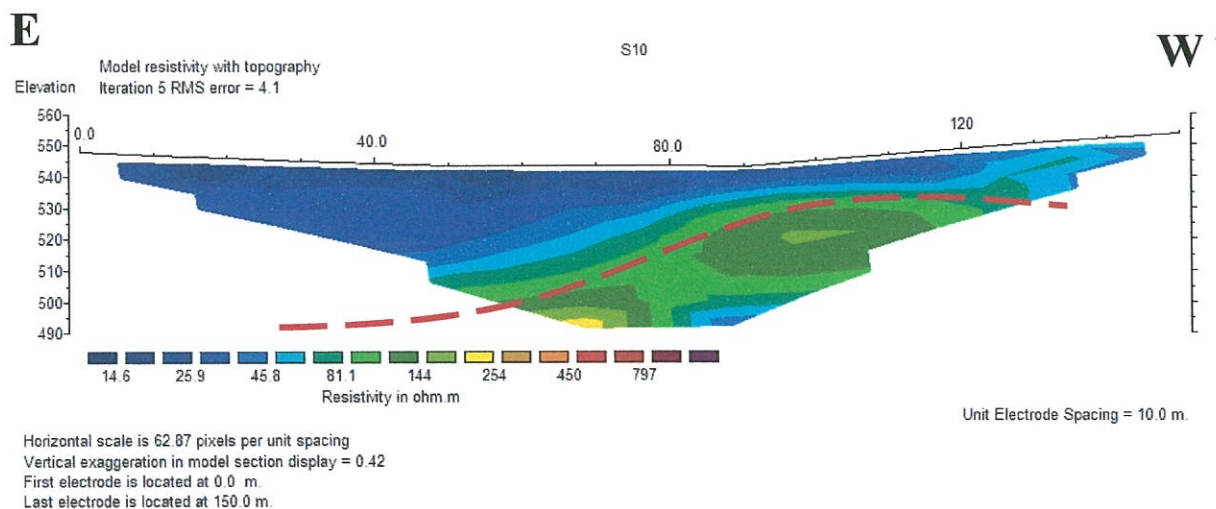 E
S10
W
Model resistivity with topography
Elevation Iteration 5 RMS error = 4.1
560
550
540
530
520
510
500
490
0.0 40.0 80.0 120
14.6 25.9 45.8 81.1 144 254 450 797
Resistivity in ohm.m
Unit Electrode Spacing = 10.0 m.
Horizontal scale is 62.87 pixels per unit spacing
Vertical exaggeration in model section display = 0.42
First electrode is located at 0.0 m.
Last electrode is located at 150.0 m.